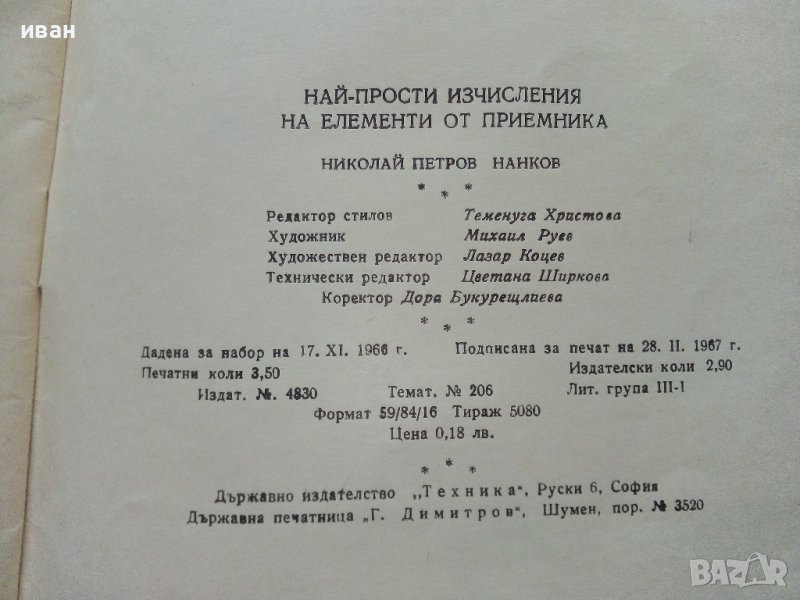 иван
НАЙ-ПРОСТИ ИЗЧИСЛЕНИЯ
НА ЕЛЕМЕНТИ ОТ ПРИЕМНИКА
НИКОЛАЙ ПЕТРОВ НАНКОВ
* * *
Редактор стилов Теменуга Христова
Художник Михаил Руев
Художествен редактор Лазар Коцев
Технически редактор Цветана Ширкова
Коректор Дора Букурещлиева
* * *
Дадена за набор на 17. XI. 1966 г. Подписана за печат на 28. II. 1967 г.
Печатни коли 3,50 Издателски коли 2,90
Издат. №. 4830 Темат. № 206 Лит. група III-1
Формат 59/84/16 Тираж 5080
Цена 0,18 лв.
* * *
Държавно издателство „Техника“, Руски 6, София
Държавна печатница „Г. Димитров“, Шумен, пор. № 3520
BAZAR